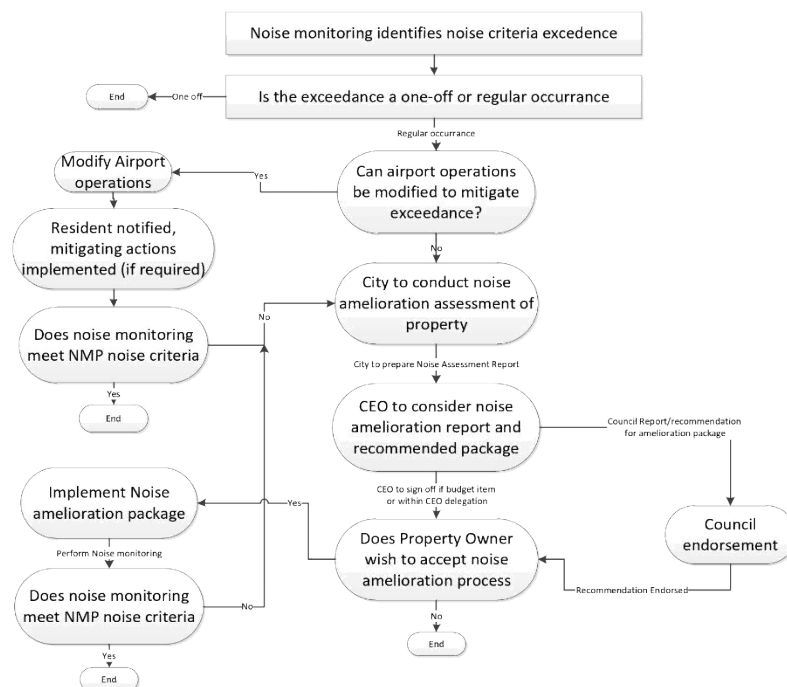 Noise monitoring identifies noise criteria excedence
Is the exceedance a one-off or regular occurrance
One off
End
Regular occurrance
Can airport operations
be modified to mitigate
exceedance?
Yes
Modify Airport
operations
Resident notified,
mitigating actions
implemented (if required)
Does noise monitoring
meet NMP noise criteria
Yes
End
No
No
City to conduct noise
amelioration assessment of
property
City to prepare Noise Assessment Report
CEO to consider noise
amelioration report and
recommended package
Council Report/recommendation
for amelioration package
Council
endorsement
Recommendation Endorsed
CEO to sign off if budget item
or within CEO delegation
Does Property Owner
wish to accept noise
amelioration process
No
End
Yes
Implement Noise
amelioration package
Perform Noise monitoring
Does noise monitoring
meet NMP noise criteria
No
Yes
End